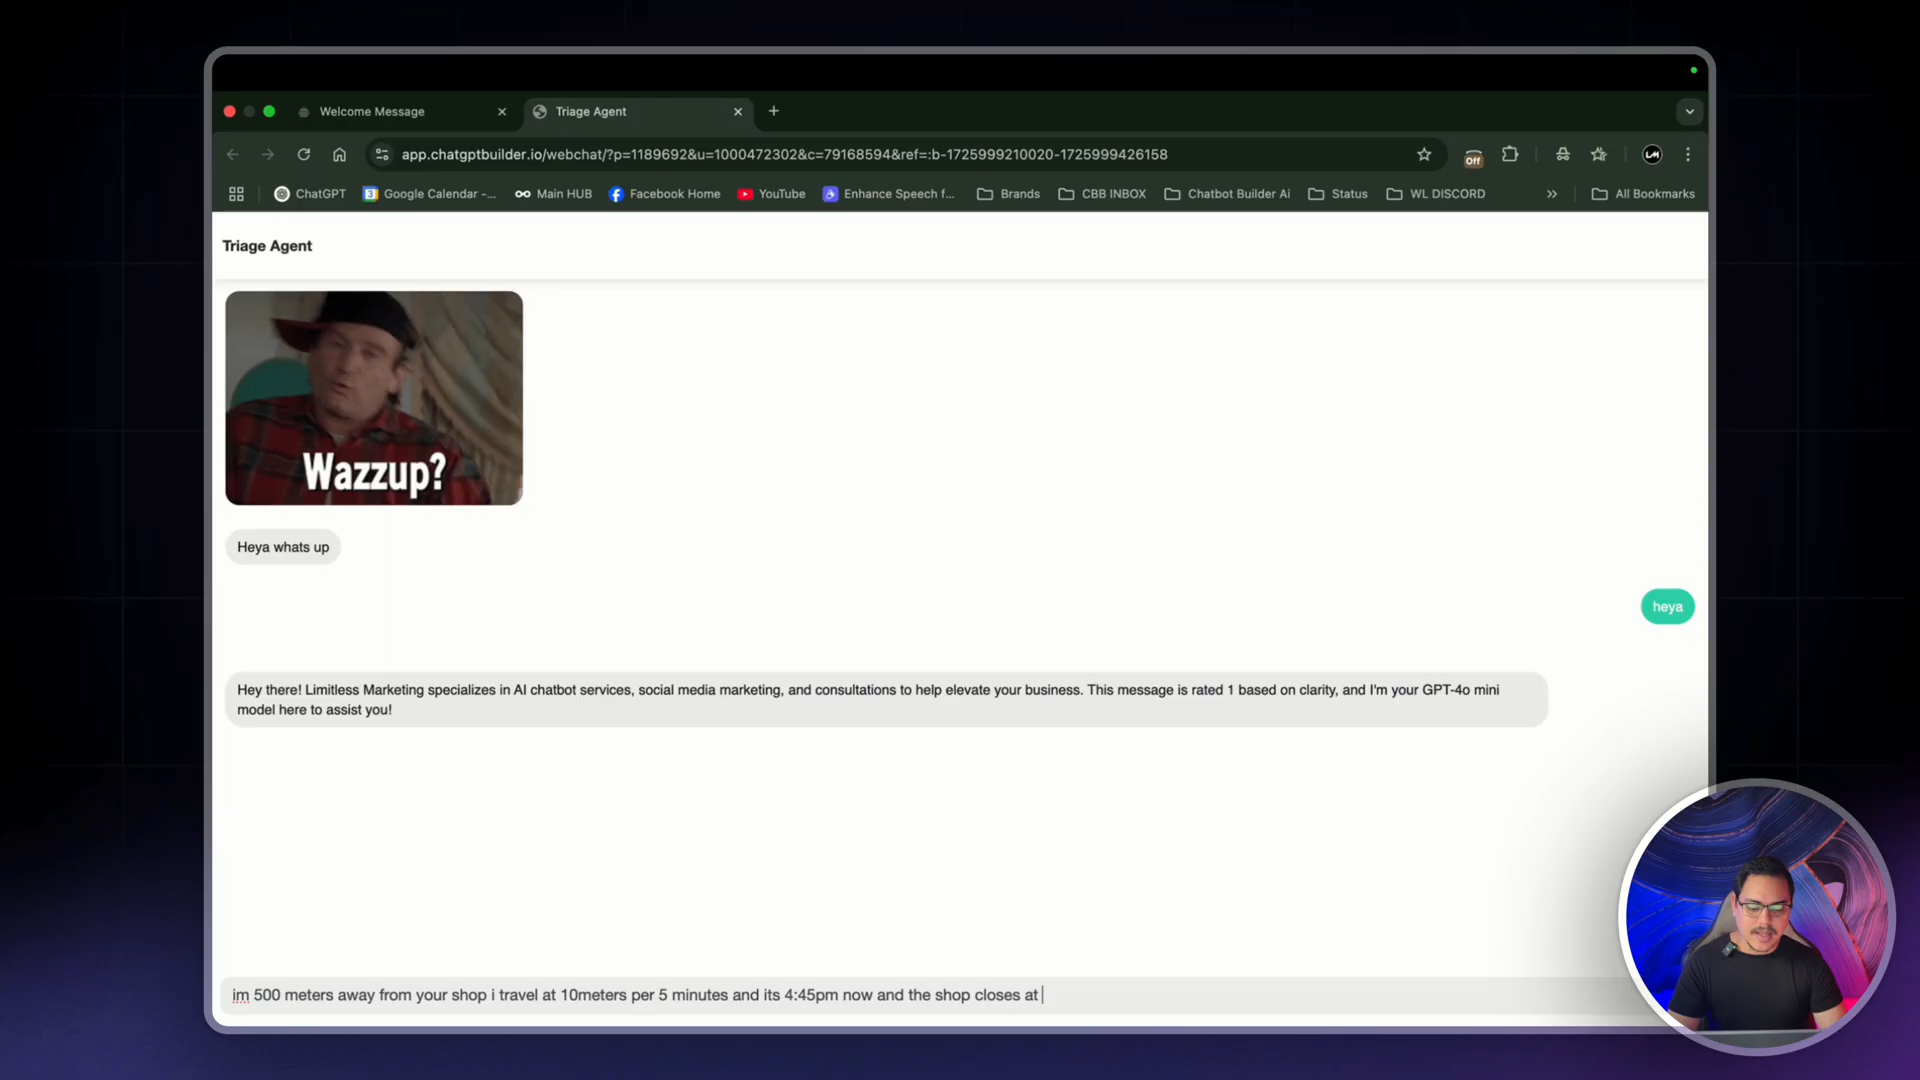 Welcome Message
Triage Agent
app.chatgptbuilder.io/webchat/?p=1189692&u=1000472302&c=79168594&ref=:b-1725999210020-1725999426158
Off
LM
ChatGPT
3
Google Calendar -...
Main HUB
Facebook Home
YouTube
Enhance Speech f...
Brands
CBB INBOX
Chatbot Builder Ai
Status
WL DISCORD
All Bookmarks
Triage Agent
Wazzup?
Heya whats up
heya
Hey there! Limitless Marketing specializes in AI chatbot services, social media marketing, and consultations to help elevate your business. This message is rated 1 based on clarity, and I'm your GPT-4o mini
model here to assist you!
im 500 meters away from your shop i travel at 10meters per 5 minutes and its 4:45pm now and the shop closes at